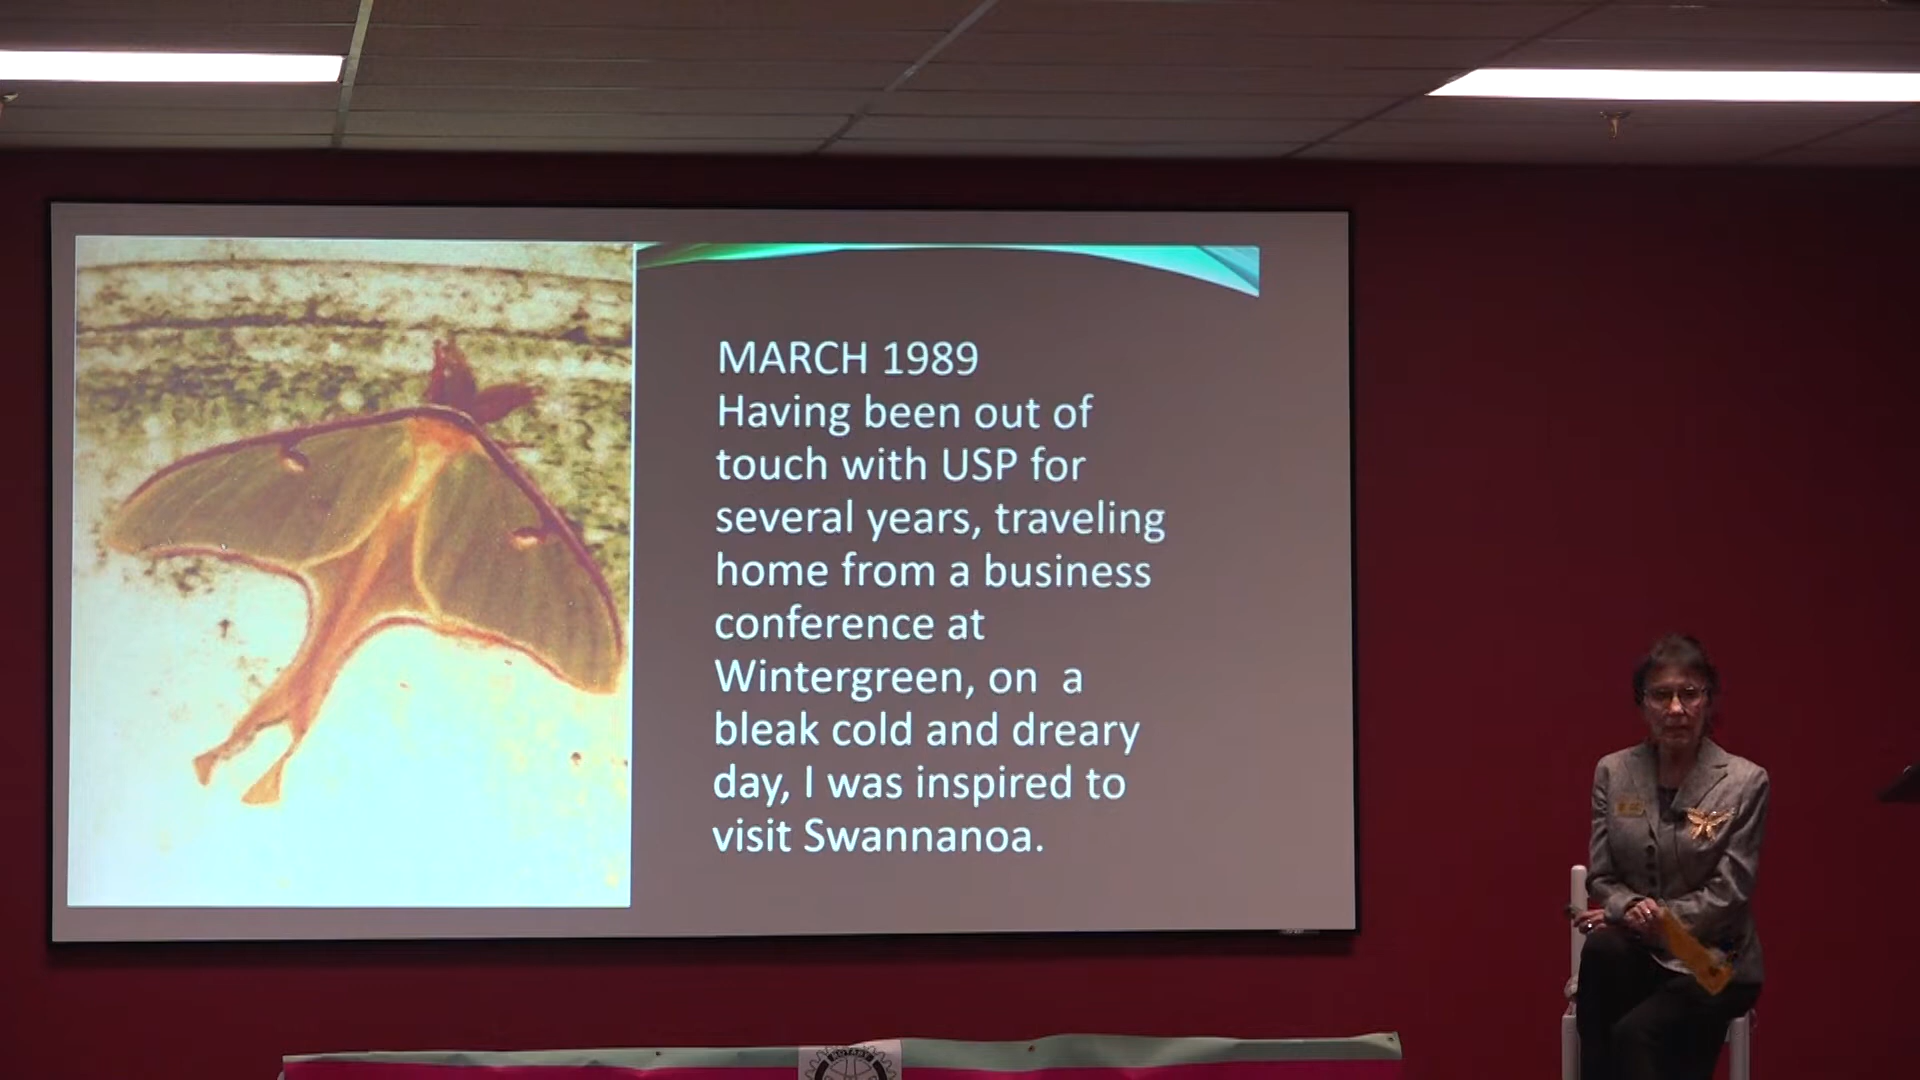 MARCH 1989
Having been out of
touch with USP for
several years, traveling
home from a business
conference at
Wintergreen, on  a
bleak cold and dreary
day, I was inspired to
visit Swannanoa.
ROTARY